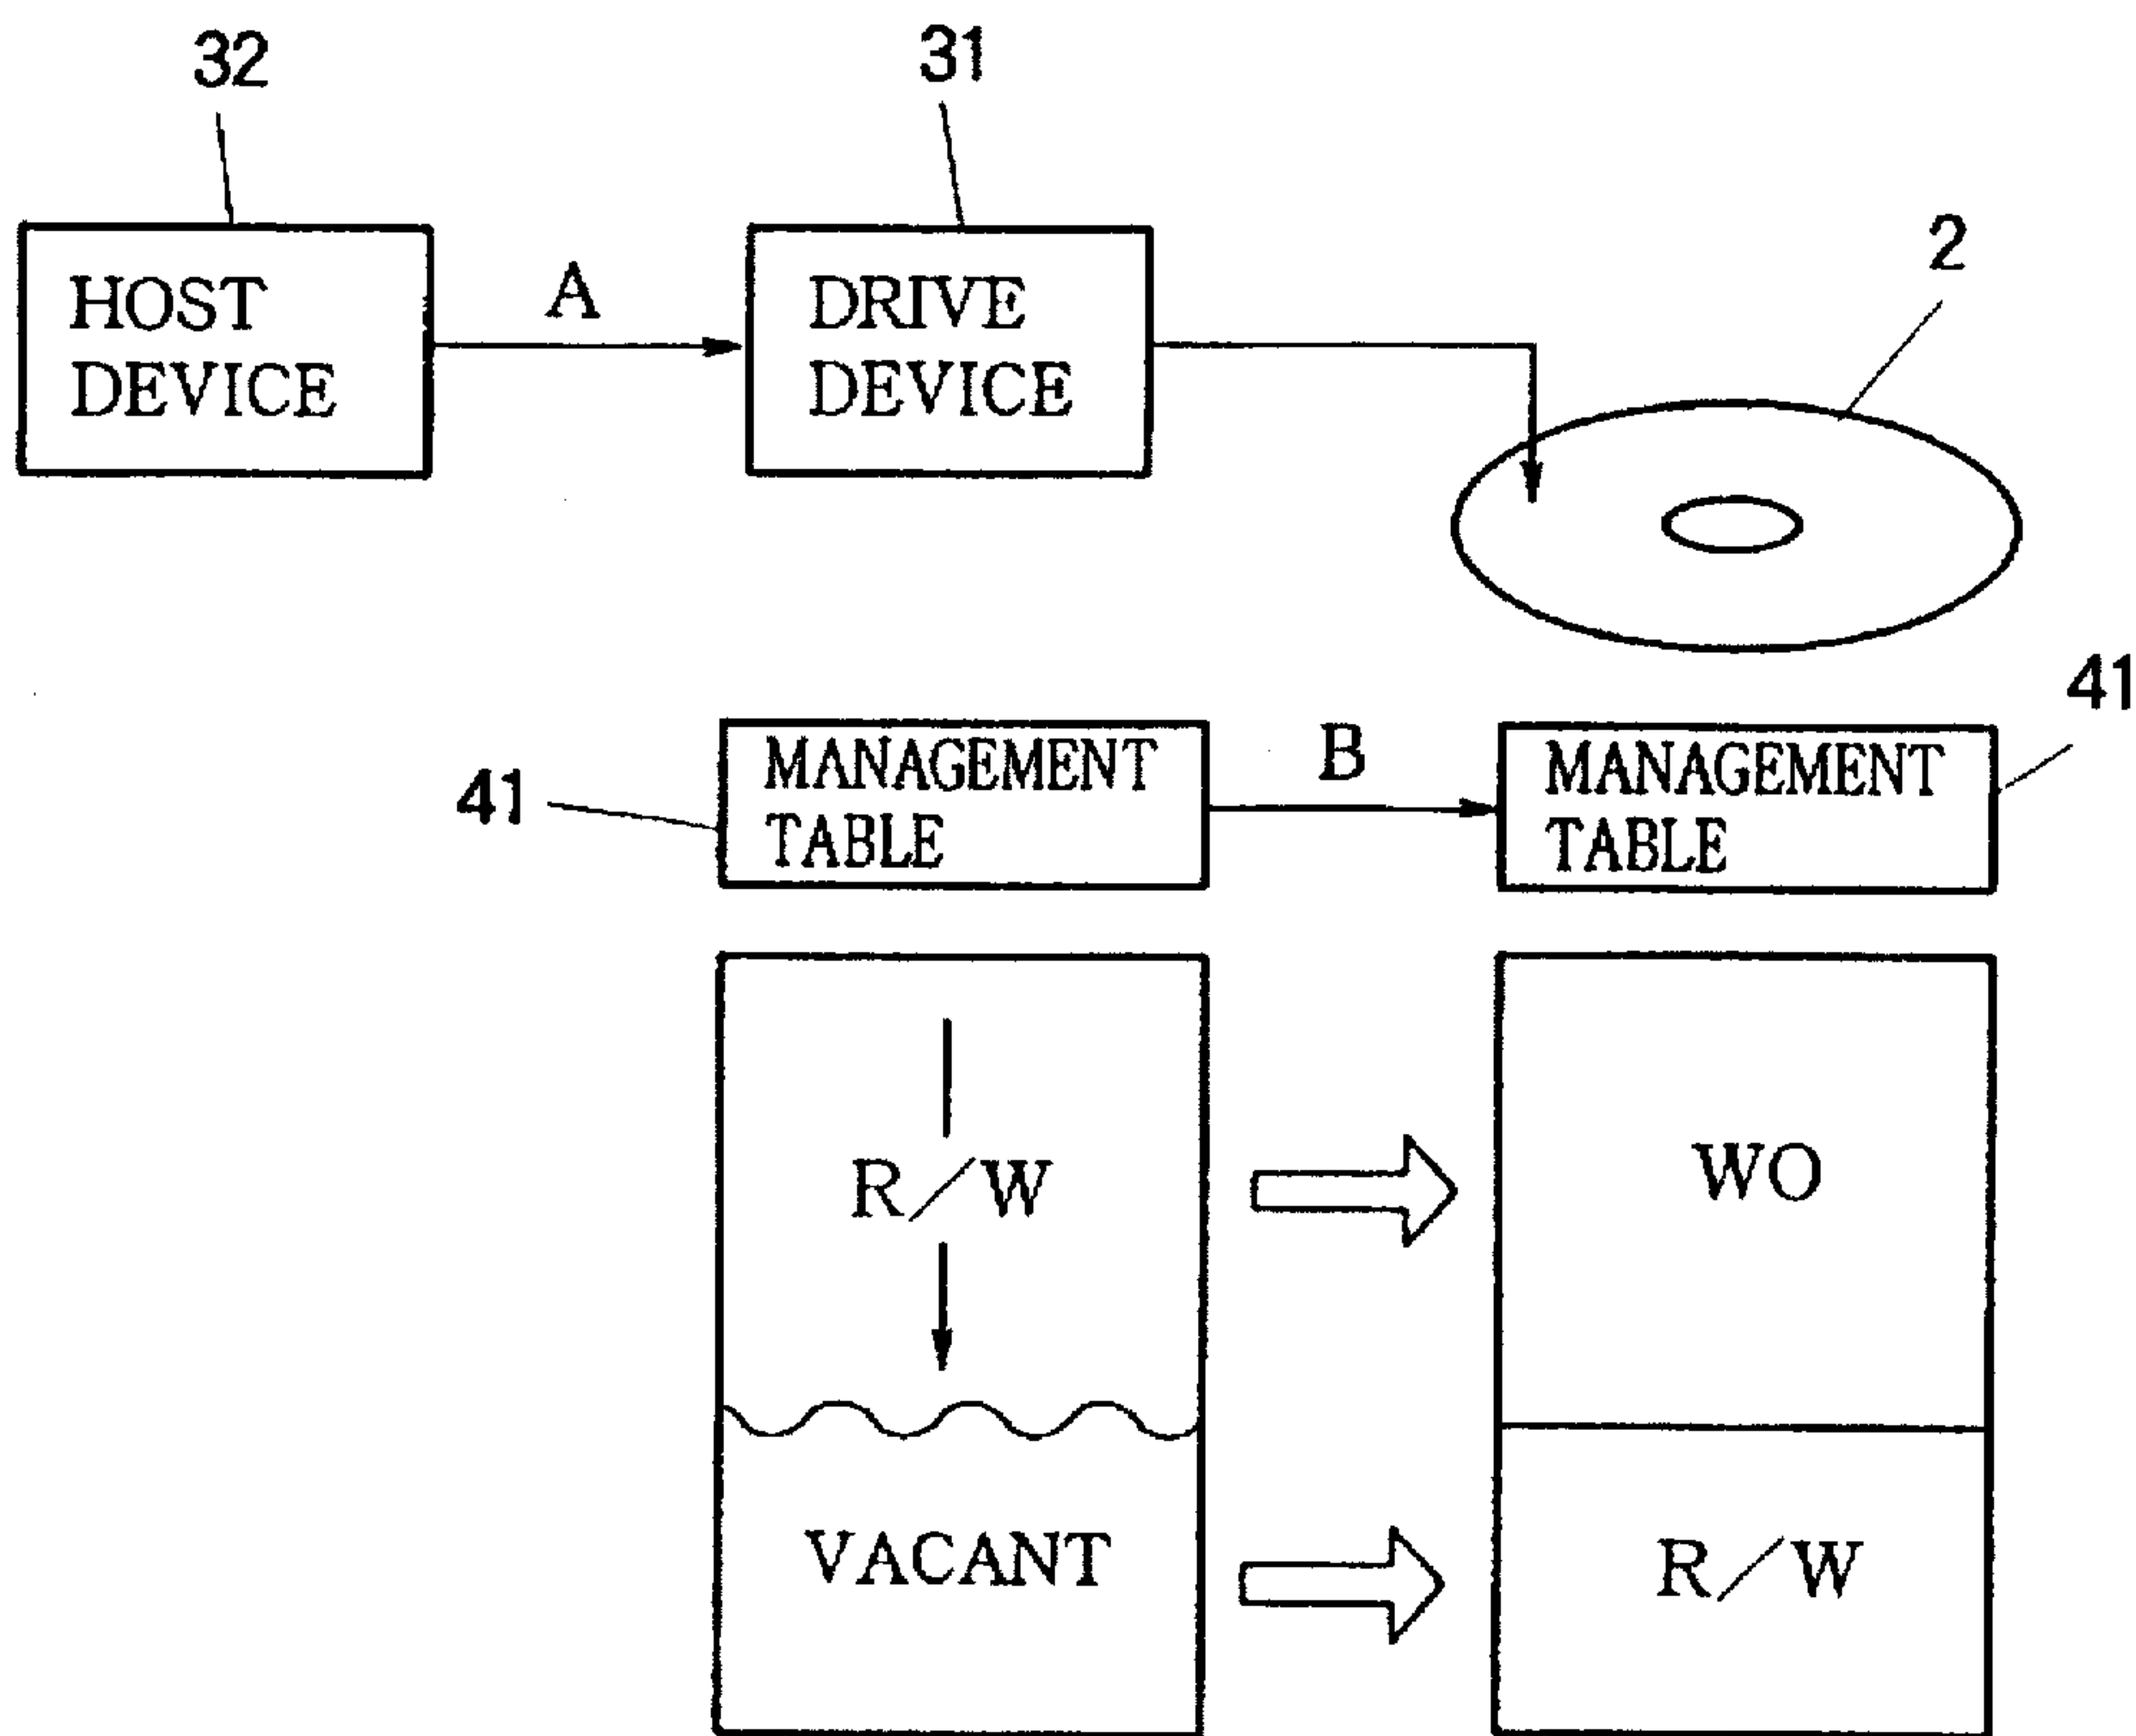 32
31
2
HOST
DEVICE
A
DRIVE
DEVICE
41
MANAGEMENT
TABLE
B
MANAGEMENT
TABLE
41
R/W
WO
VACANT
R/W